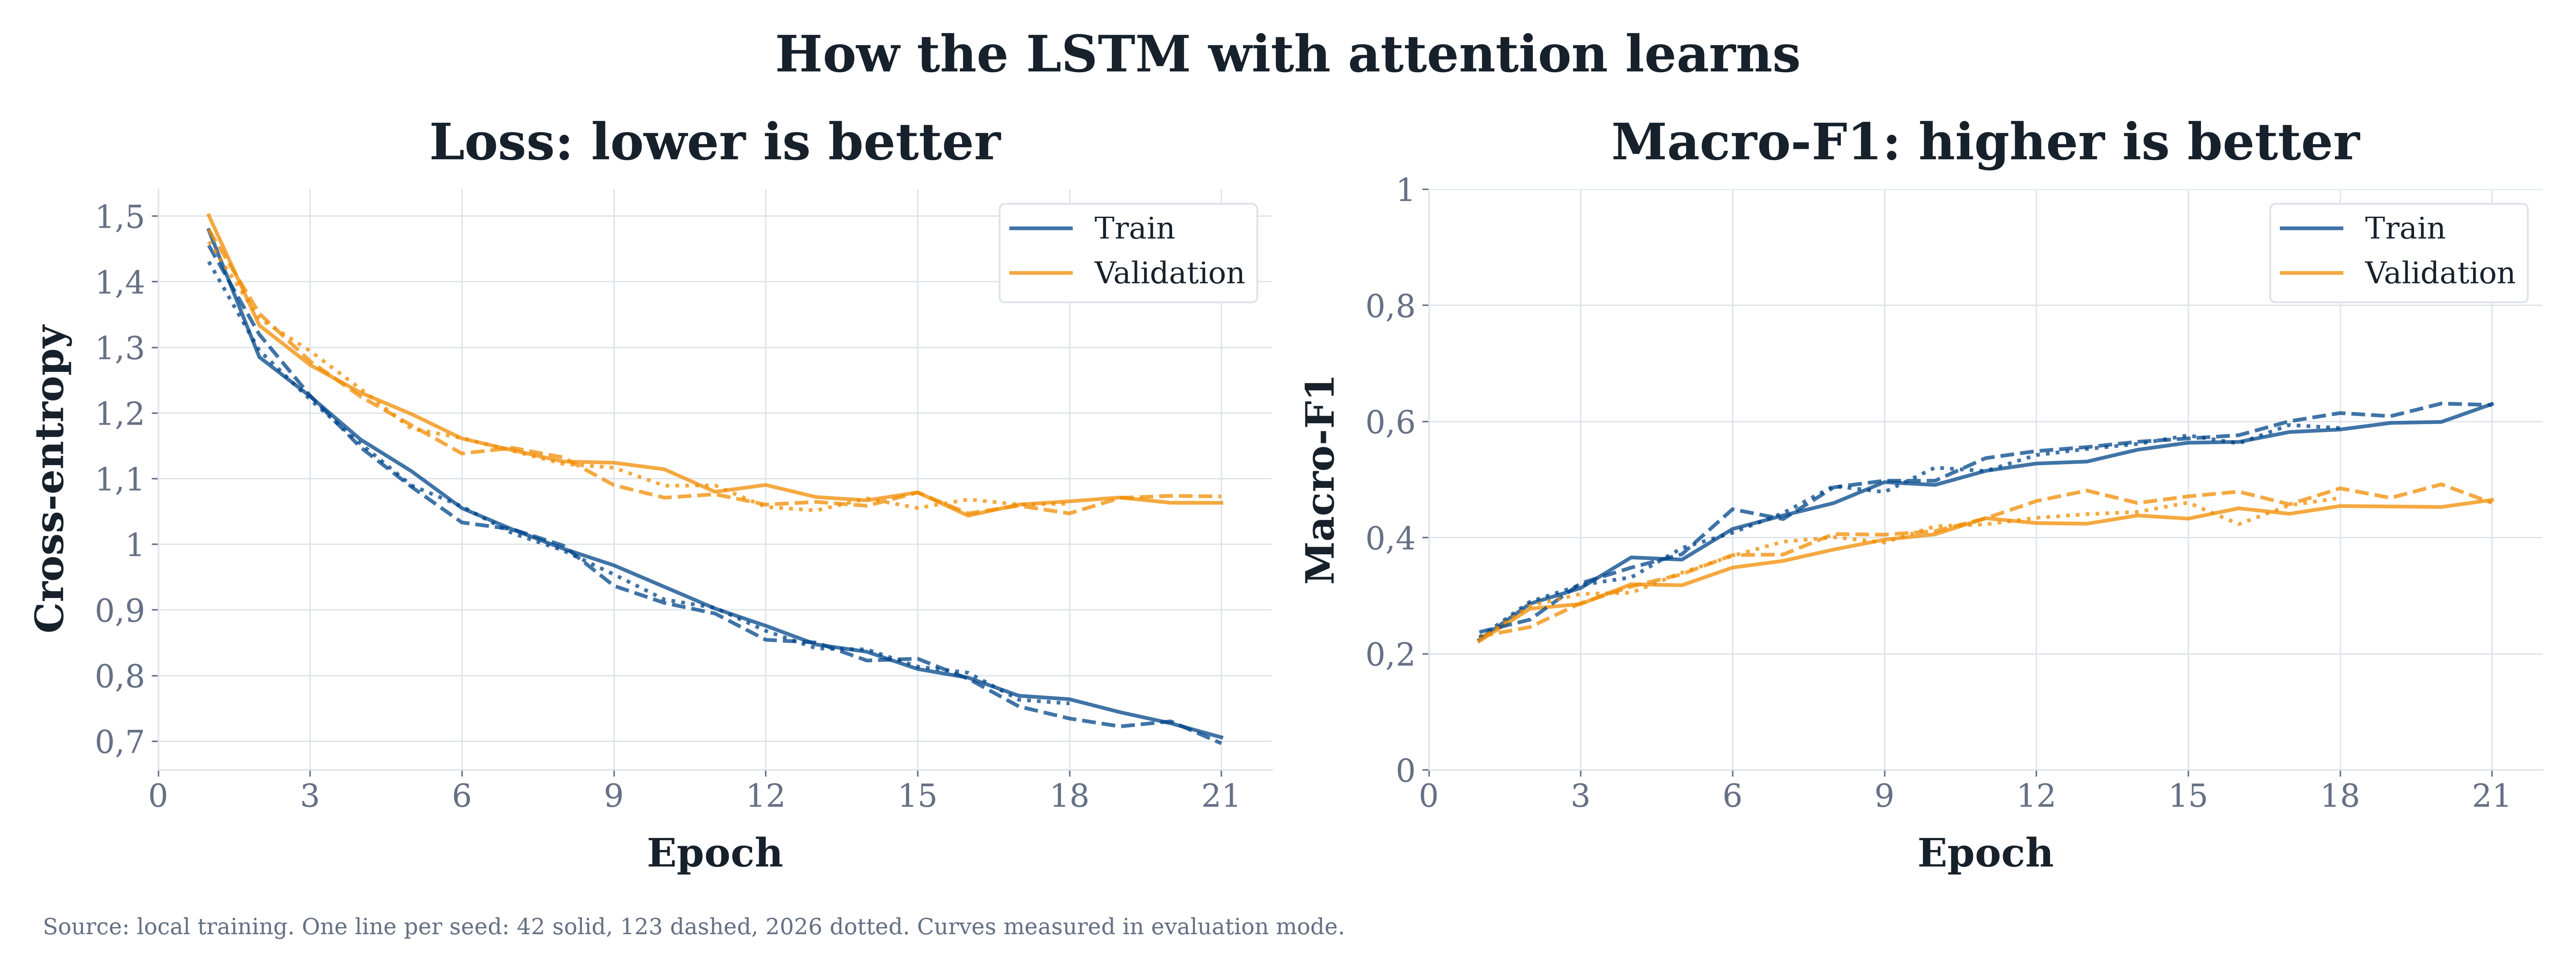 How the LSTM with attention learns
Loss: lower is better
Cross-entropy
1,5
1,4
1,3
1,2
1,1
1
0,9
0,8
0,7
0 3 6 9 12 15 18 21
Epoch
Train
Validation
Macro-F1: higher is better
Macro-F1
1
0,8
0,6
0,4
0,2
0
0 3 6 9 12 15 18 21
Epoch
Train
Validation
Source: local training. One line per seed: 42 solid, 123 dashed, 2026 dotted. Curves measured in evaluation mode.